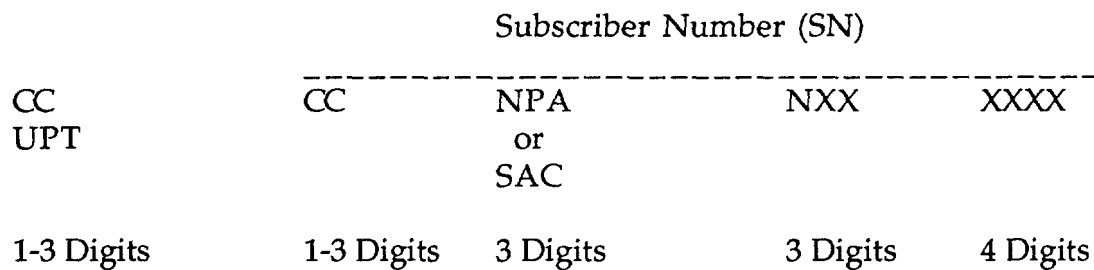 Subscriber Number (SN)
CC CC NPA NXX XXXX
UPT or
SAC
1-3 Digits 1-3 Digits 3 Digits 3 Digits 4 Digits